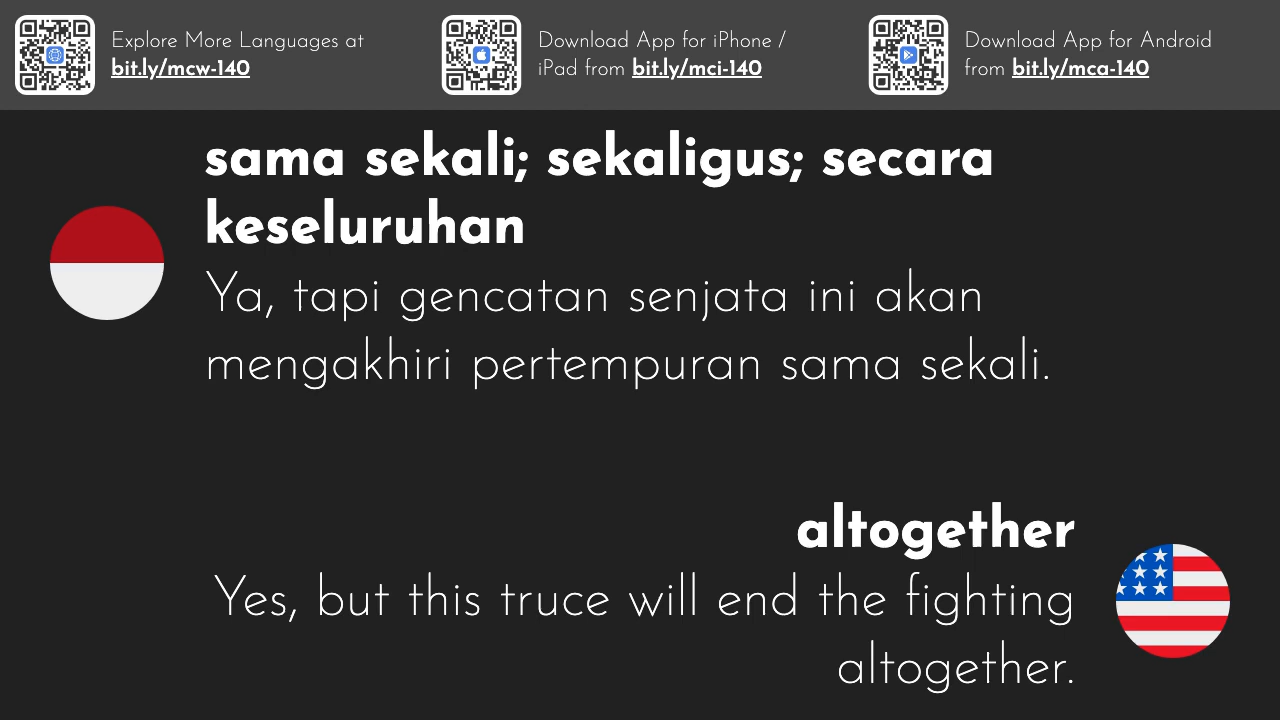 Explore More Languages at
bit.ly/mcw-140
Download App for iPhone /
iPad from bit.ly/mci-140
Download App for Android
from bit.ly/mca-140
sama sekali; sekaligus; secara
keseluruhan
Ya, tapi gencatan senjata ini akan
mengakhiri pertempuran sama sekali.
altogether
Yes, but this truce will end the fighting
altogether.